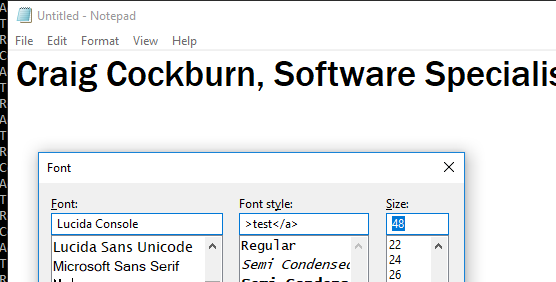 Untitled - Notepad
File Edit Format View Help
Craig Cockburn, Software Specialis
Font
Font: Font style: Size:
Lucida Console >test</a> 48
Lucida Sans Unicode Regular 22
Microsoft Sans Serif Semi Condensed 24
26
A
T
R
C
A
T
R
C
A
T
R
C
A
T
R
C
A
T
R